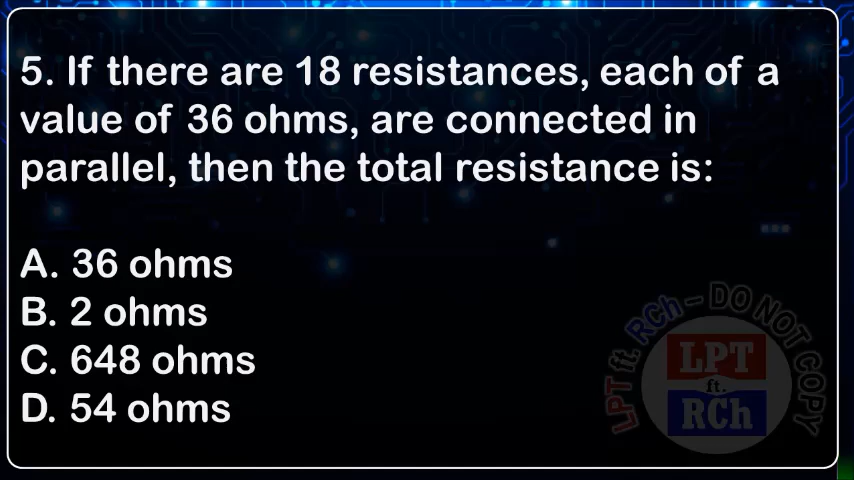 5. If there are 18 resistances, each of a
value of 36 ohms, are connected in
parallel, then the total resistance is:
A. 36 ohms
B. 2 ohms
C. 648 ohms
D. 54 ohms
LPT ft. RCh - DO NOT COPY
LPT
ft.
RCh